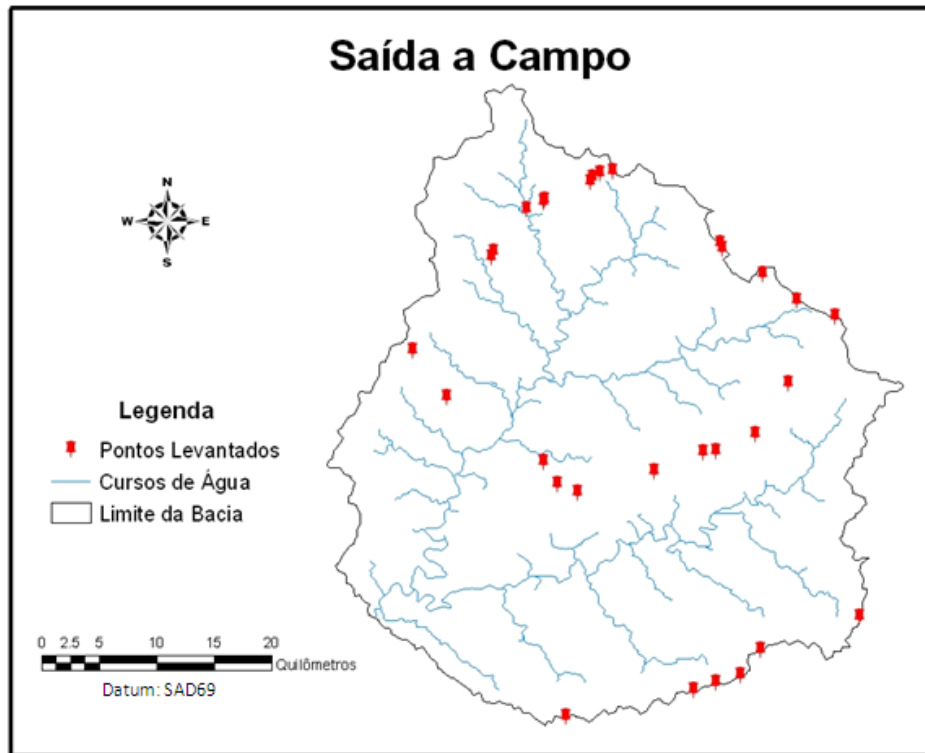 Saída a Campo
N
W E
S
Legenda
Pontos Levantados
Cursos de Água
Limite da Bacia
0 2.5 5 10 15 20
Quilômetros
Datum: SAD69